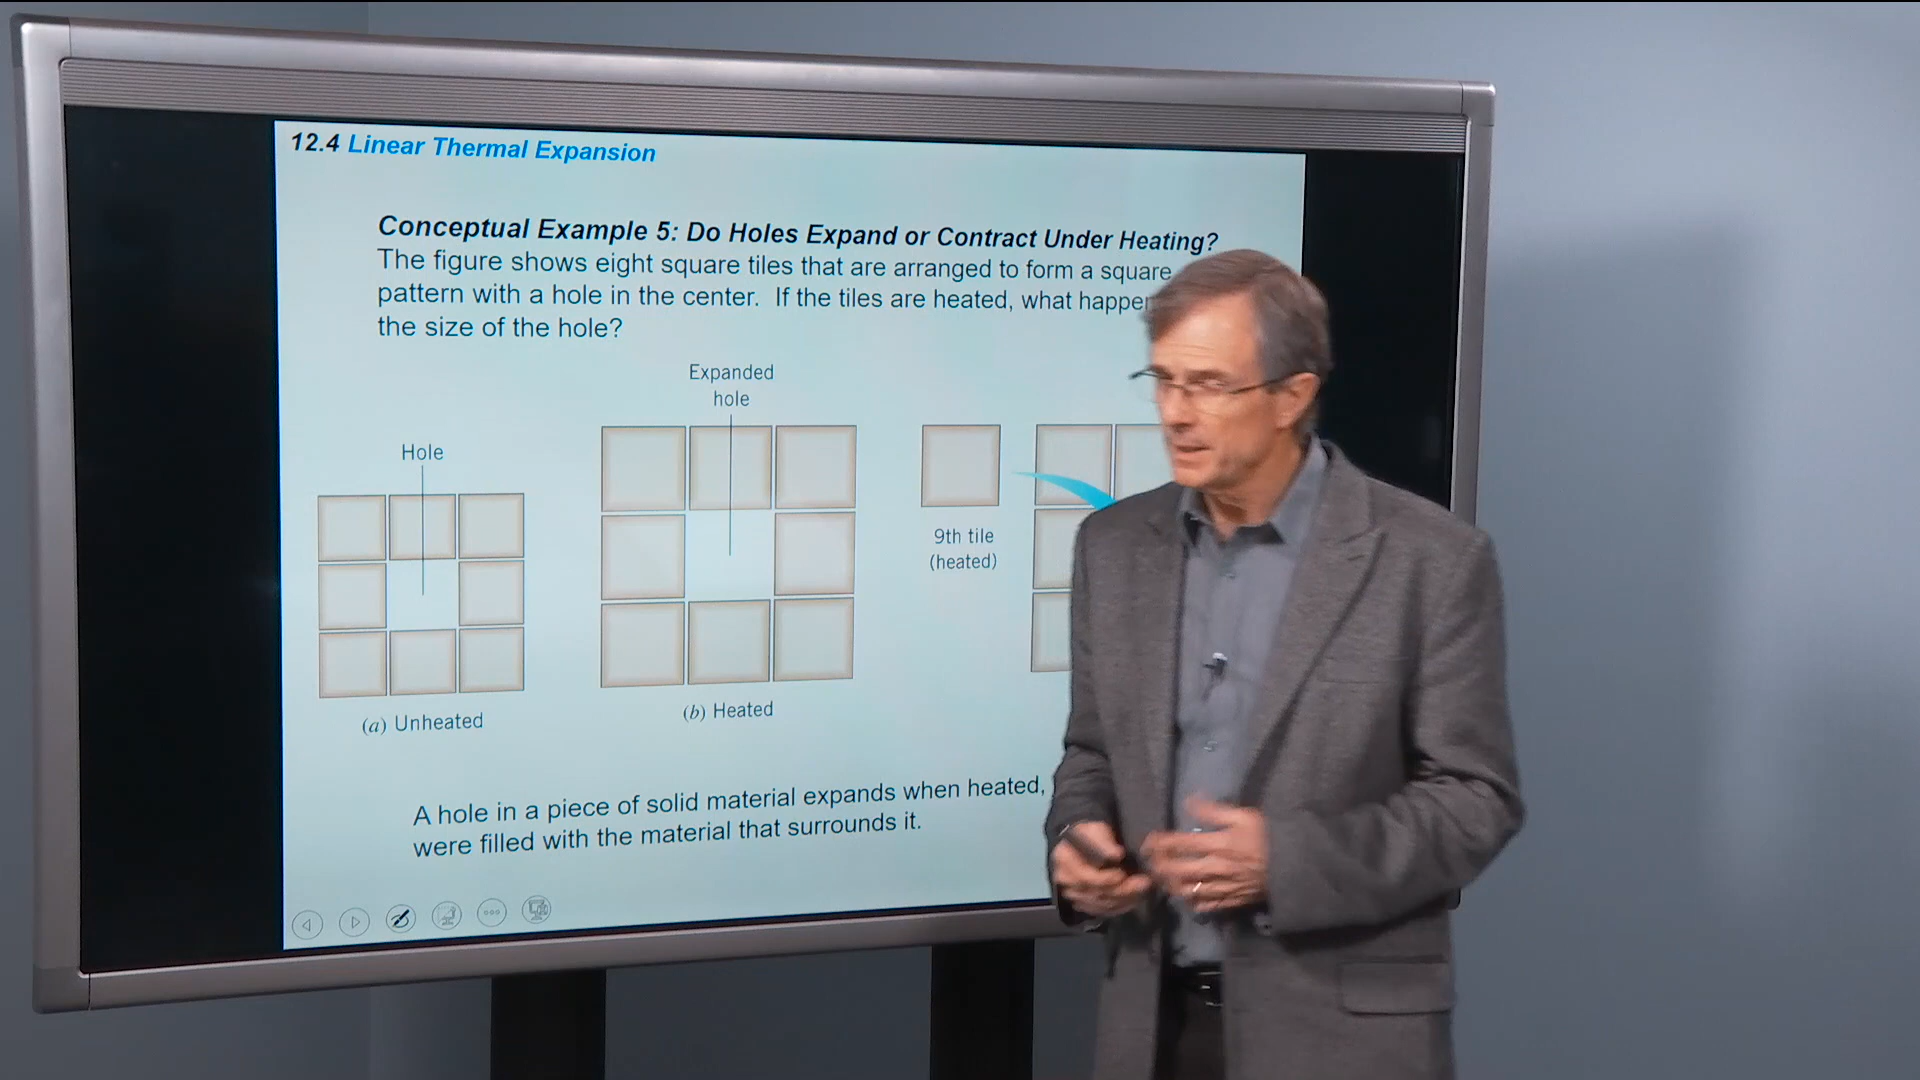 12.4 Linear Thermal Expansion
Conceptual Example 5: Do Holes Expand or Contract Under Heating?
The figure shows eight square tiles that are arranged to form a square
pattern with a hole in the center. If the tiles are heated, what
the size of the hole?
Expanded
hole
Hole
9th tile
(heated)
(a) Unheated
(b) Heated
A hole in a piece of solid material expands when heated,
were filled with the material that surrounds it.